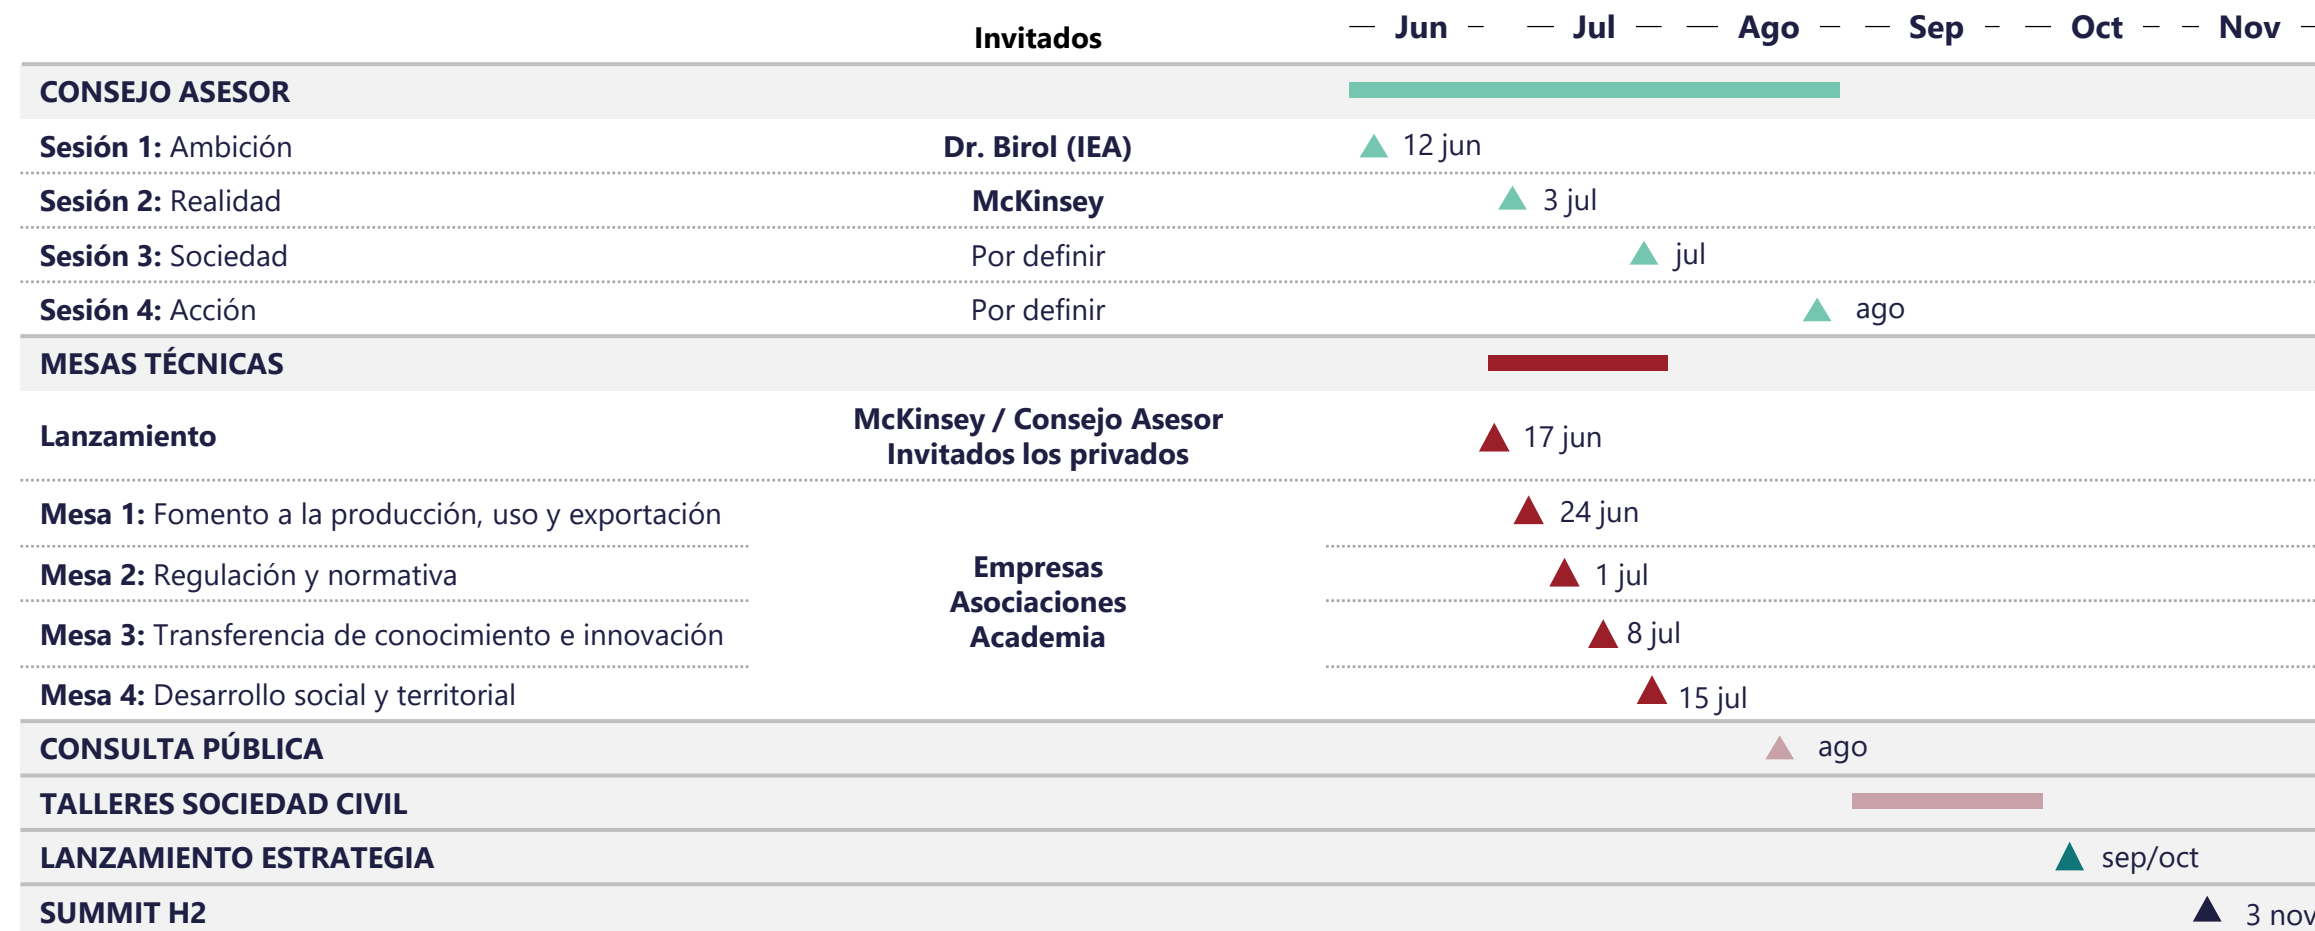 Invitados
Jun Jul Ago Sep Oct Nov
CONSEJO ASESOR
Sesión 1: Ambición Dr. Birol (IEA) 12 jun
Sesión 2: Realidad McKinsey 3 jul
Sesión 3: Sociedad Por definir jul
Sesión 4: Acción Por definir ago
MESAS TÉCNICAS
Lanzamiento McKinsey / Consejo Asesor 17 jun
Invitados los privados
Mesa 1: Fomento a la producción, uso y exportación 24 jun
Empresas
Mesa 2: Regulación y normativa 1 jul
Asociaciones
Mesa 3: Transferencia de conocimiento e innovación 8 jul
Academia
Mesa 4: Desarrollo social y territorial 15 jul
CONSULTA PÚBLICA ago
TALLERES SOCIEDAD CIVIL
LANZAMIENTO ESTRATEGIA sep/oct
SUMMIT H2 3 nov